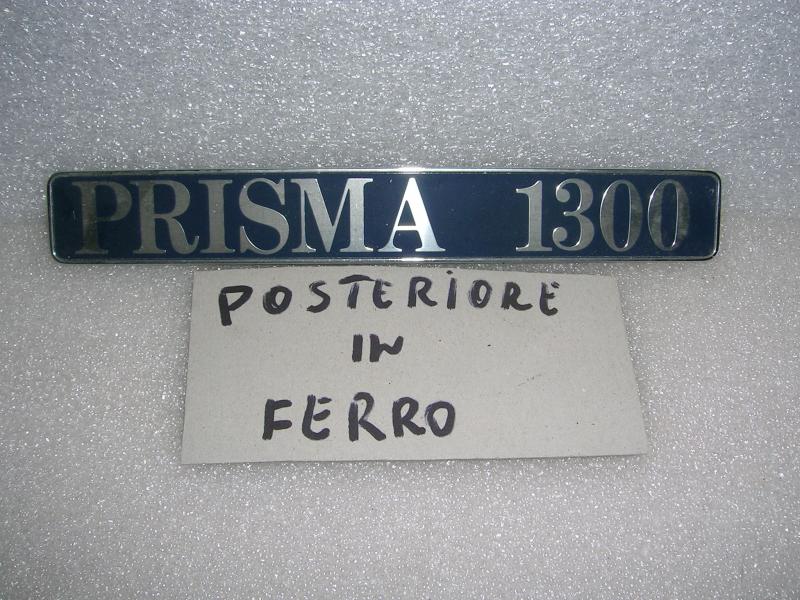 PRISMA 1300
POSTERIORE
IN
FERRO